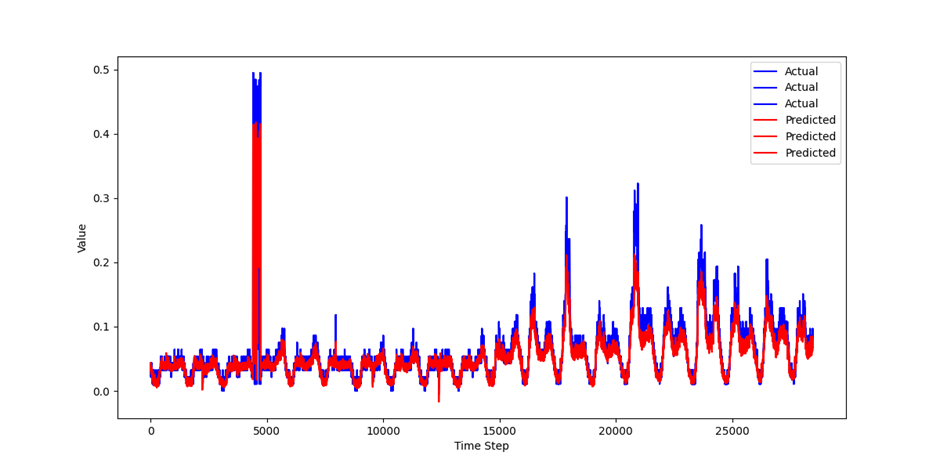 0.5
0.4
0.3
0.2
0.1
0.0
Value
0
5000
10000
15000
20000
25000
Time Step
Actual
Actual
Actual
Predicted
Predicted
Predicted